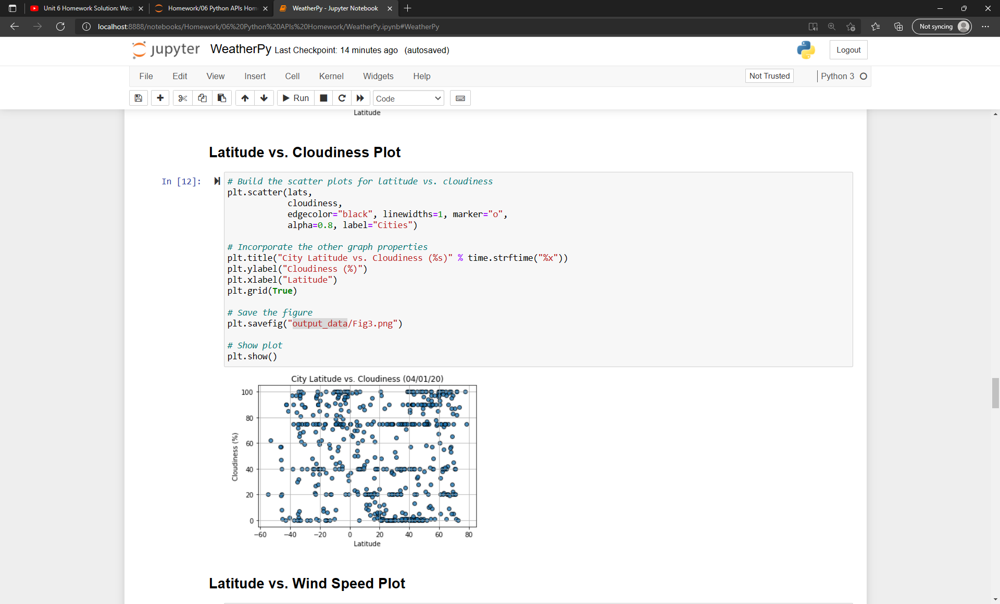 Unit 6 Homework Solution: Wea
Homework/06 Python APIs Hom
WeatherPy - Jupyter Notebook
localhost:8888/notebooks/Homework/06%20Python%20APIs%20Homework/WeatherPy.ipynb#WeatherPy
Not syncing
jupyter WeatherPy Last Checkpoint: 14 minutes ago (autosaved)
Logout
File Edit View Insert Cell Kernel Widgets Help
Not Trusted
Python 3
Run
Code
Latitude
Latitude vs. Cloudiness Plot
In [12]:
# Build the scatter plots for latitude vs. cloudiness
plt.scatter(lats,
            cloudiness,
            edgecolor="black", linewidths=1, marker="o",
            alpha=0.8, label="Cities")
# Incorporate the other graph properties
plt.title("City Latitude vs. Cloudiness (%s)" % time.strftime("%x"))
plt.ylabel("Cloudiness (%)")
plt.xlabel("Latitude")
plt.grid(True)
# Save the figure
plt.savefig("output_data/Fig3.png")
# Show plot
plt.show()
City Latitude vs. Cloudiness (04/01/20)
Cloudiness (%)
100
80
60
40
20
0
−60 −40 −20 0 20 40 60 80
Latitude
Latitude vs. Wind Speed Plot